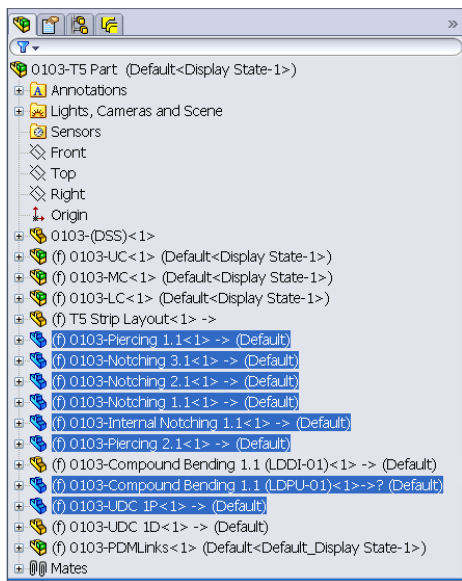 »
0103-T5 Part (Default<Display State-1>)
Annotations
Lights, Cameras and Scene
Sensors
Front
Top
Right
Origin
0103-(DSS)<1>
(f) 0103-UC<1> (Default<Display State-1>)
(f) 0103-MC<1> (Default<Display State-1>)
(f) 0103-LC<1> (Default<Display State-1>)
(f) T5 Strip Layout<1> ->
(f) 0103-Piercing 1.1<1> -> (Default)
(f) 0103-Notching 3.1<1> -> (Default)
(f) 0103-Notching 2.1<1> -> (Default)
(f) 0103-Notching 1.1<1> -> (Default)
(f) 0103-Internal Notching 1.1<1> -> (Default)
(f) 0103-Piercing 2.1<1> -> (Default)
(f) 0103-Compound Bending 1.1 (LDDI-01)<1> -> (Default)
(f) 0103-Compound Bending 1.1 (LDPU-01)<1>->? (Default)
(f) 0103-UDC 1P<1> -> (Default)
(f) 0103-UDC 1D<1> -> (Default)
(f) 0103-PDMLinks<1> (Default<Default_Display State-1>)
Mates